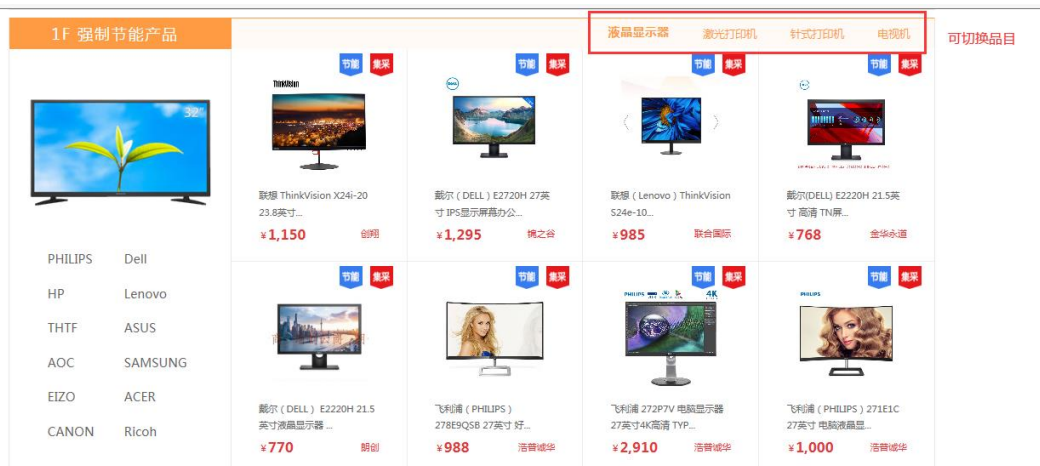 1F 强制节能产品
液晶显示器 激光打印机 针式打印机 电视机
可切换品目
32"
PHILIPS Dell
HP Lenovo
THTF ASUS
AOC SAMSUNG
EIZO ACER
CANON Ricoh
节能 集采
ThinkVision
联想 ThinkVision X24i-20
23.8英寸...
¥1,150 创翔
节能 集采
DELL
戴尔（DELL）E2720H 27英
寸 IPS显示屏幕办公...
¥1,295 锦之谷
节能 集采
联想（Lenovo）ThinkVision
S24e-10...
¥985 联合国际
节能 集采
戴尔(DELL) E2220H 21.5英
寸 高清 TN屏...
¥768 金华永道
节能 集采
戴尔（DELL）E2220H 21.5
英寸液晶显示器 ...
¥770 朗创
节能 集采
飞利浦（PHILIPS）
278E9QSB 27英寸 好...
¥988 浩普诚华
节能 集采
PHILIPS 4K
飞利浦 272P7V 电脑显示器
27英寸4K高清 TYP...
¥2,910 浩普诚华
节能 集采
PHILIPS
飞利浦（PHILIPS）271E1C
27英寸 电脑液晶显...
¥1,000 浩普诚华